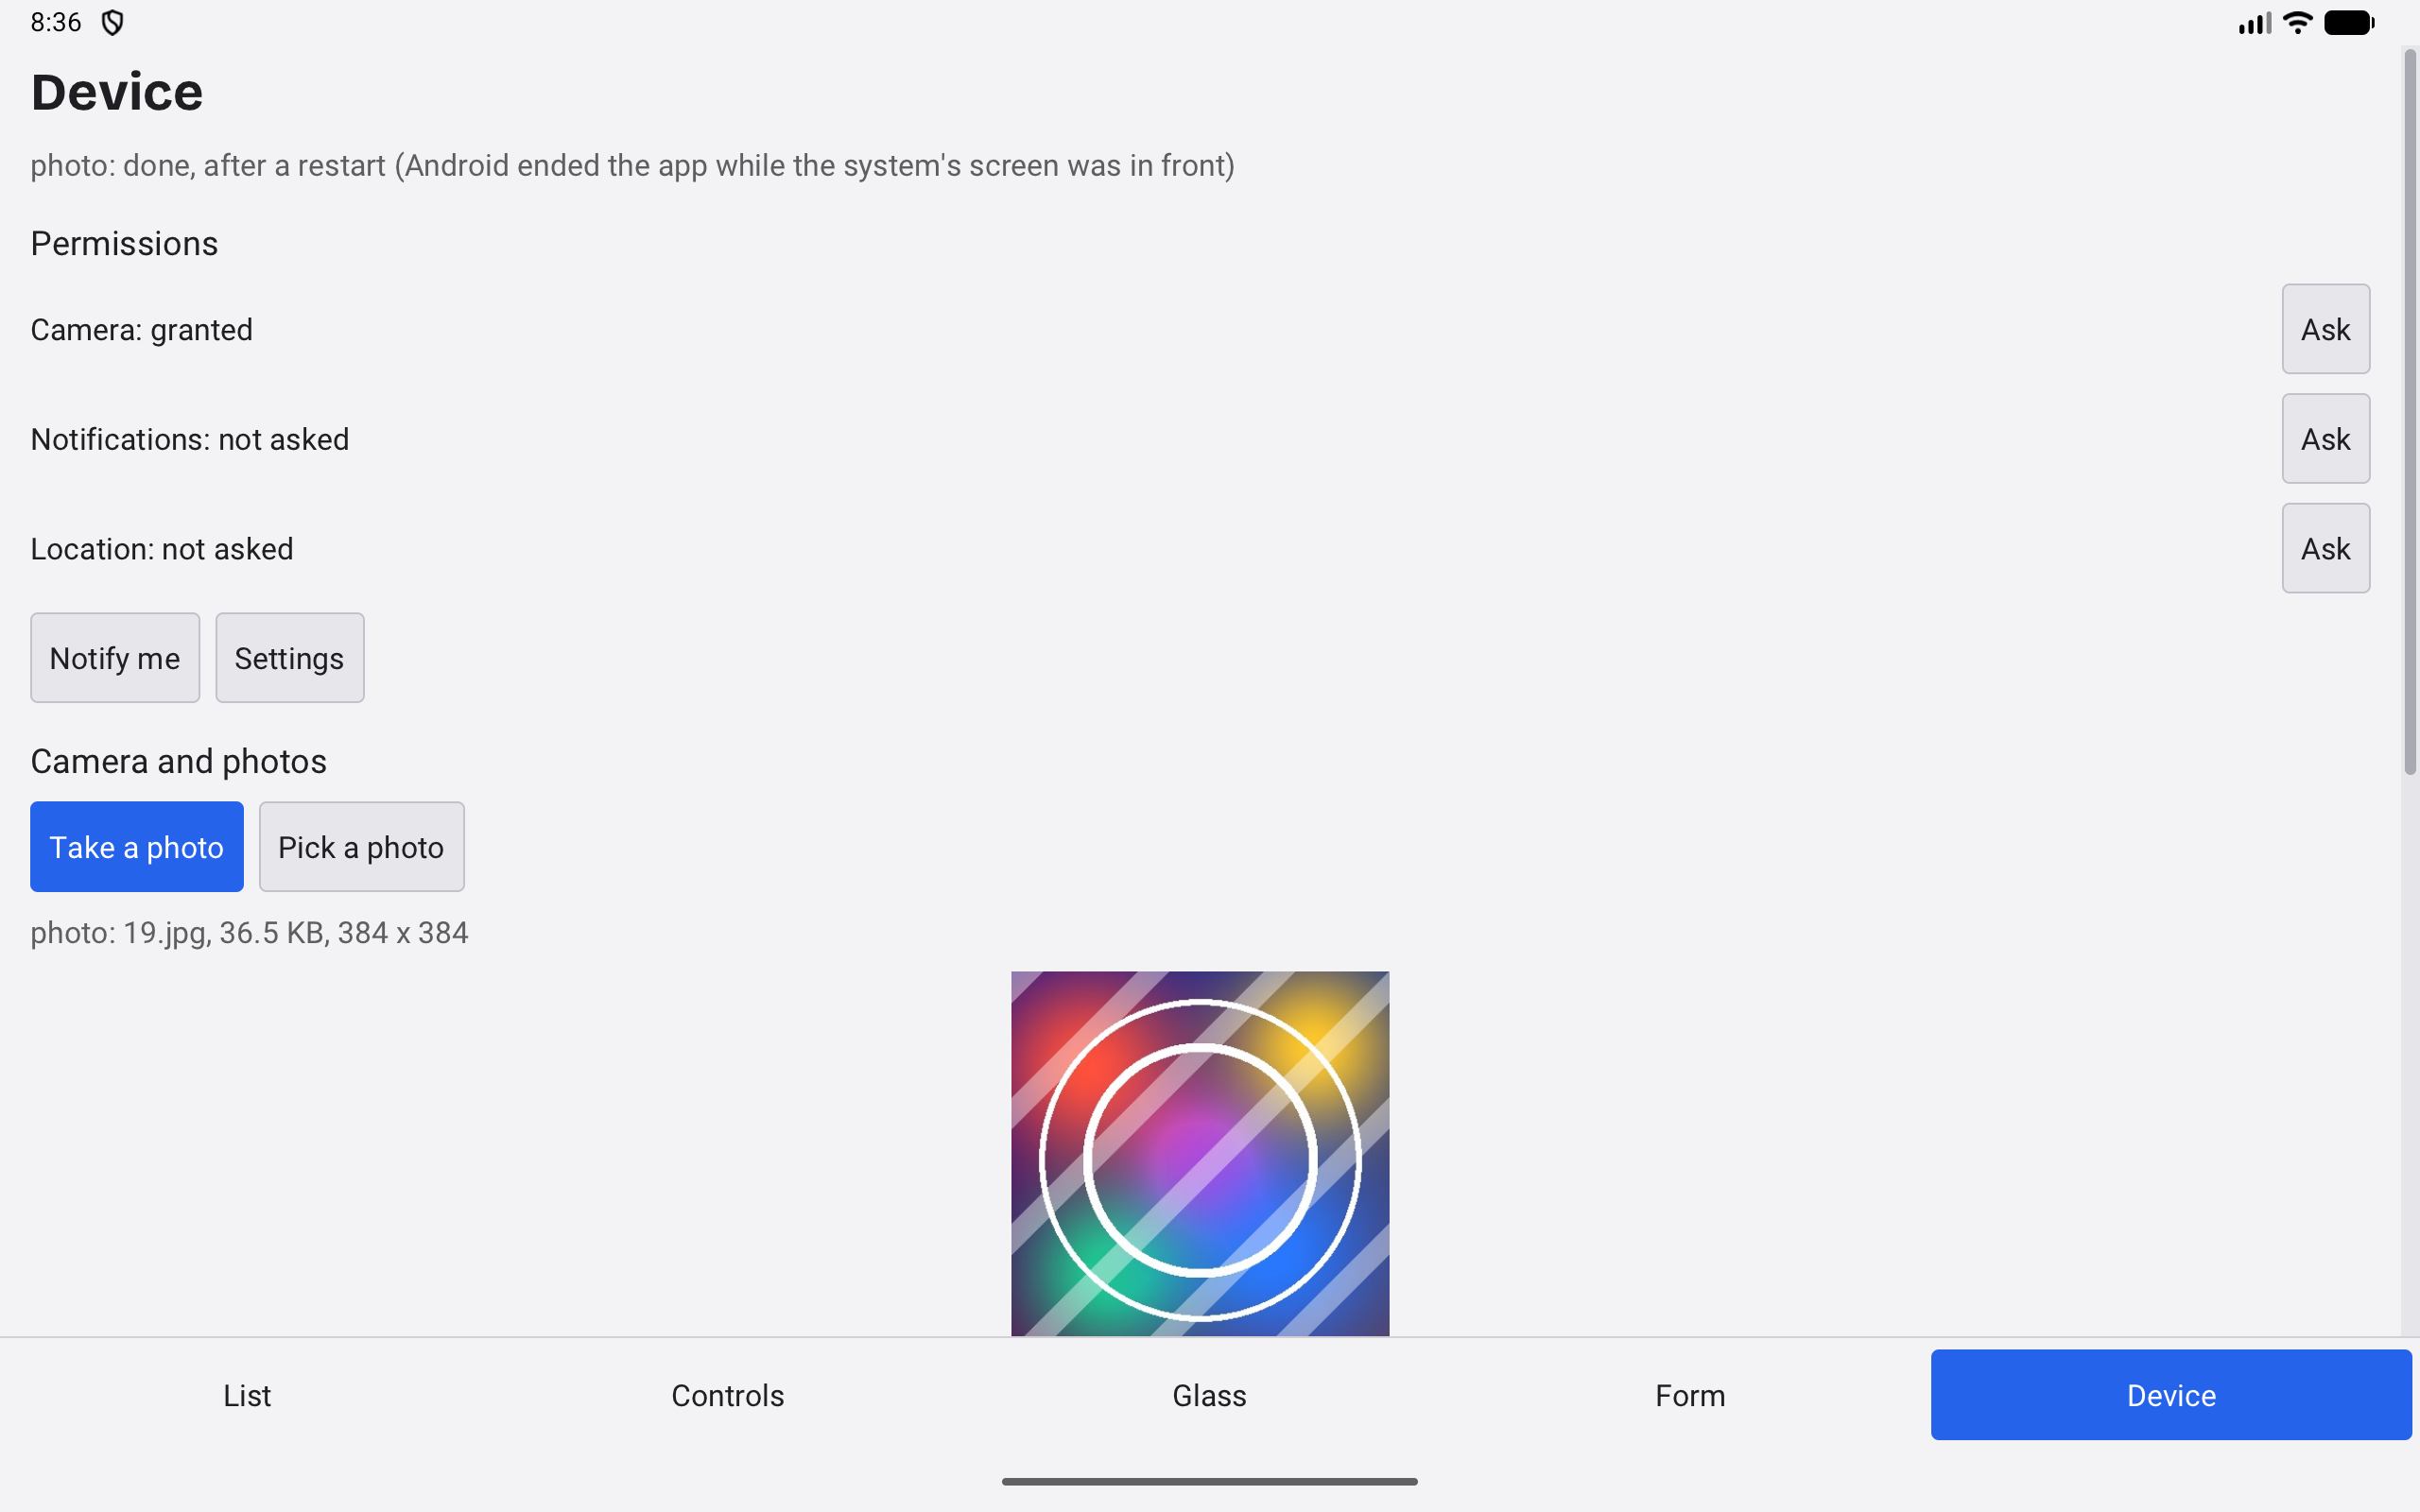 8:36
Device
photo: done, after a restart (Android ended the app while the system's screen was in front)
Permissions
Camera: granted
Ask
Notifications: not asked
Ask
Location: not asked
Ask
Notify me
Settings
Camera and photos
Take a photo
Pick a photo
photo: 19.jpg, 36.5 KB, 384 x 384
List
Controls
Glass
Form
Device